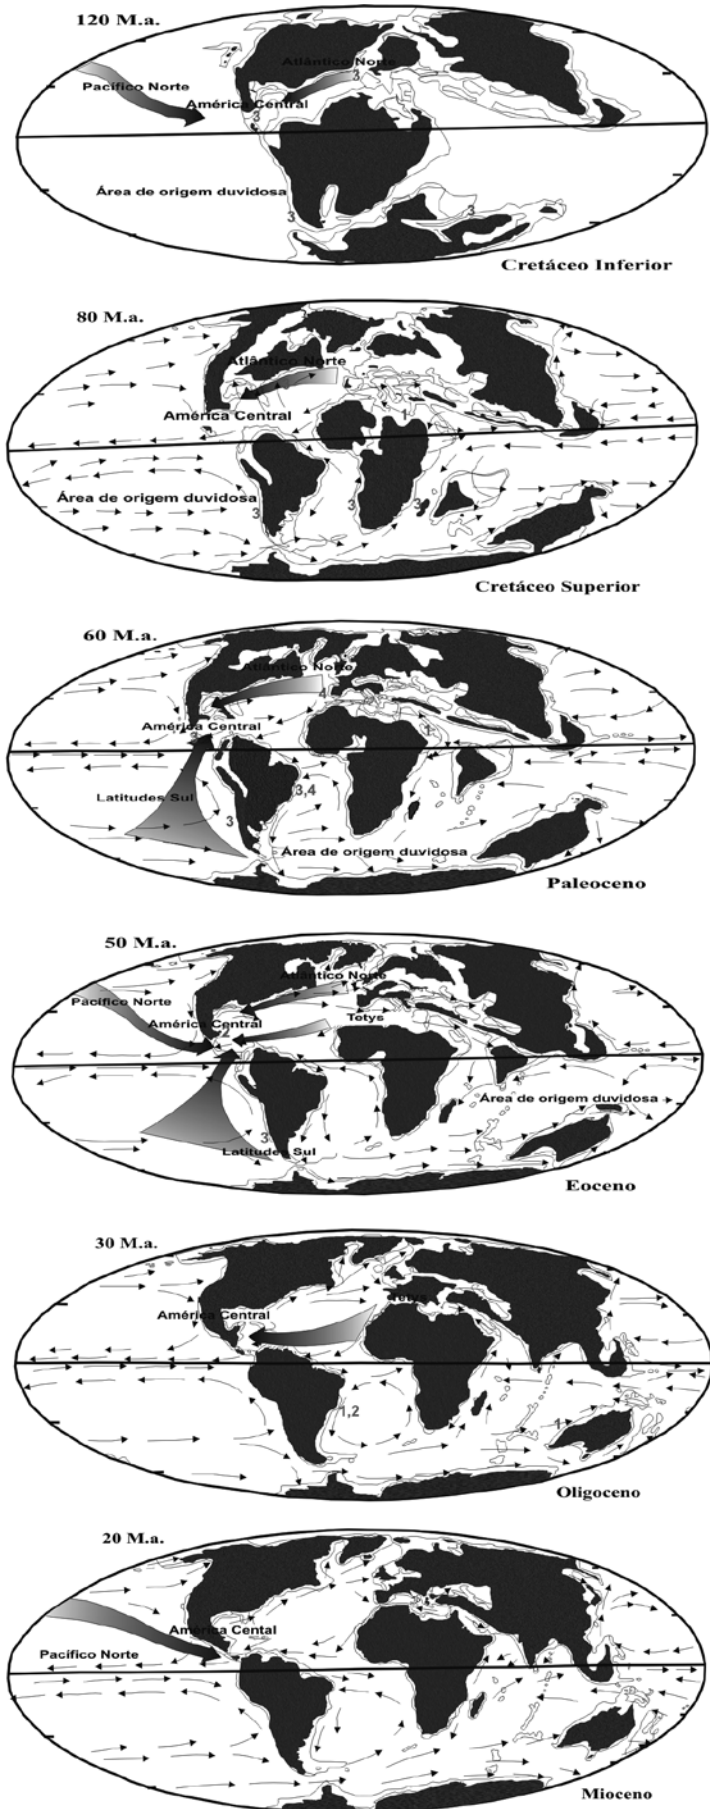 120 M.a.
Atlântico Norte
3
Pacífico Norte
América Central
3
Área de origem duvidosa
3
3
Cretáceo Inferior
80 M.a.
Atlântico Norte
América Central
1
Área de origem duvidosa
3
3
3
Cretáceo Superior
60 M.a.
Atlântico Norte
4
América Central
3
1
Latitudes Sul
3,4
3
Área de origem duvidosa
Paleoceno
50 M.a.
Atlântico Norte
Pacífico Norte
América Central
Tetys
2
Área de origem duvidosa
3
Latitudes Sul
Eoceno
30 M.a.
Tetys
América Central
1,2
1
Oligoceno
20 M.a.
América Cental
Pacífico Norte
Mioceno